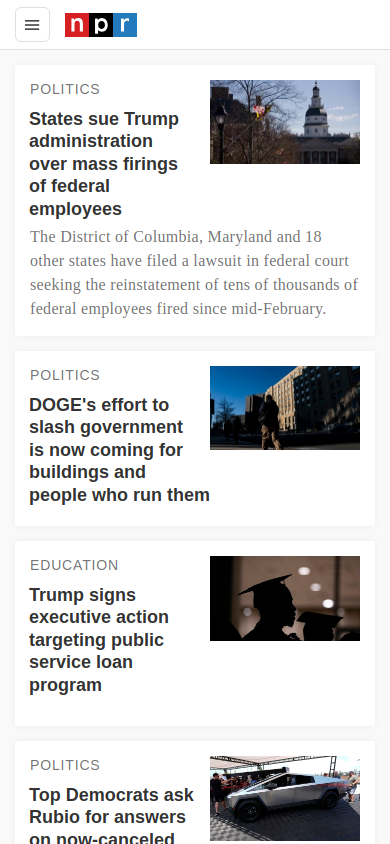 npr
POLITICS
States sue Trump
administration
over mass firings
of federal
employees
The District of Columbia, Maryland and 18
other states have filed a lawsuit in federal court
seeking the reinstatement of tens of thousands of
federal employees fired since mid-February.
POLITICS
DOGE's effort to
slash government
is now coming for
buildings and
people who run them
EDUCATION
Trump signs
executive action
targeting public
service loan
program
POLITICS
Top Democrats ask
Rubio for answers
on now-canceled